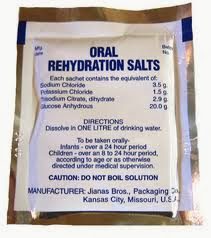 ORAL
REHYDRATION SALTS
Each sachet contains the equivalent of:
Sodium Chloride 3.5 g.
Potassium Chloride 1.5 g.
Trisodium Citrate, dihydrate 2.9 g.
Glucose Anhydrous 20.0 g.
DIRECTIONS
Dissolve in ONE LITRE of drinking water.
To be taken orally-
Infants - over a 24 hour period
Children - over an 8 to 24 hour period,
according to age or as otherwise
directed under medical supervision.
CAUTION: DO NOT BOIL SOLUTION
MANUFACTURER: Jianas Bros., Packaging
Kansas City, Missouri, U.S.A.